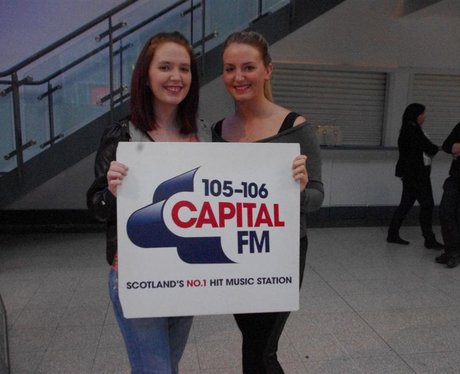 105-106
CAPITAL
FM
SCOTLAND'S NO.1 HIT MUSIC STATION